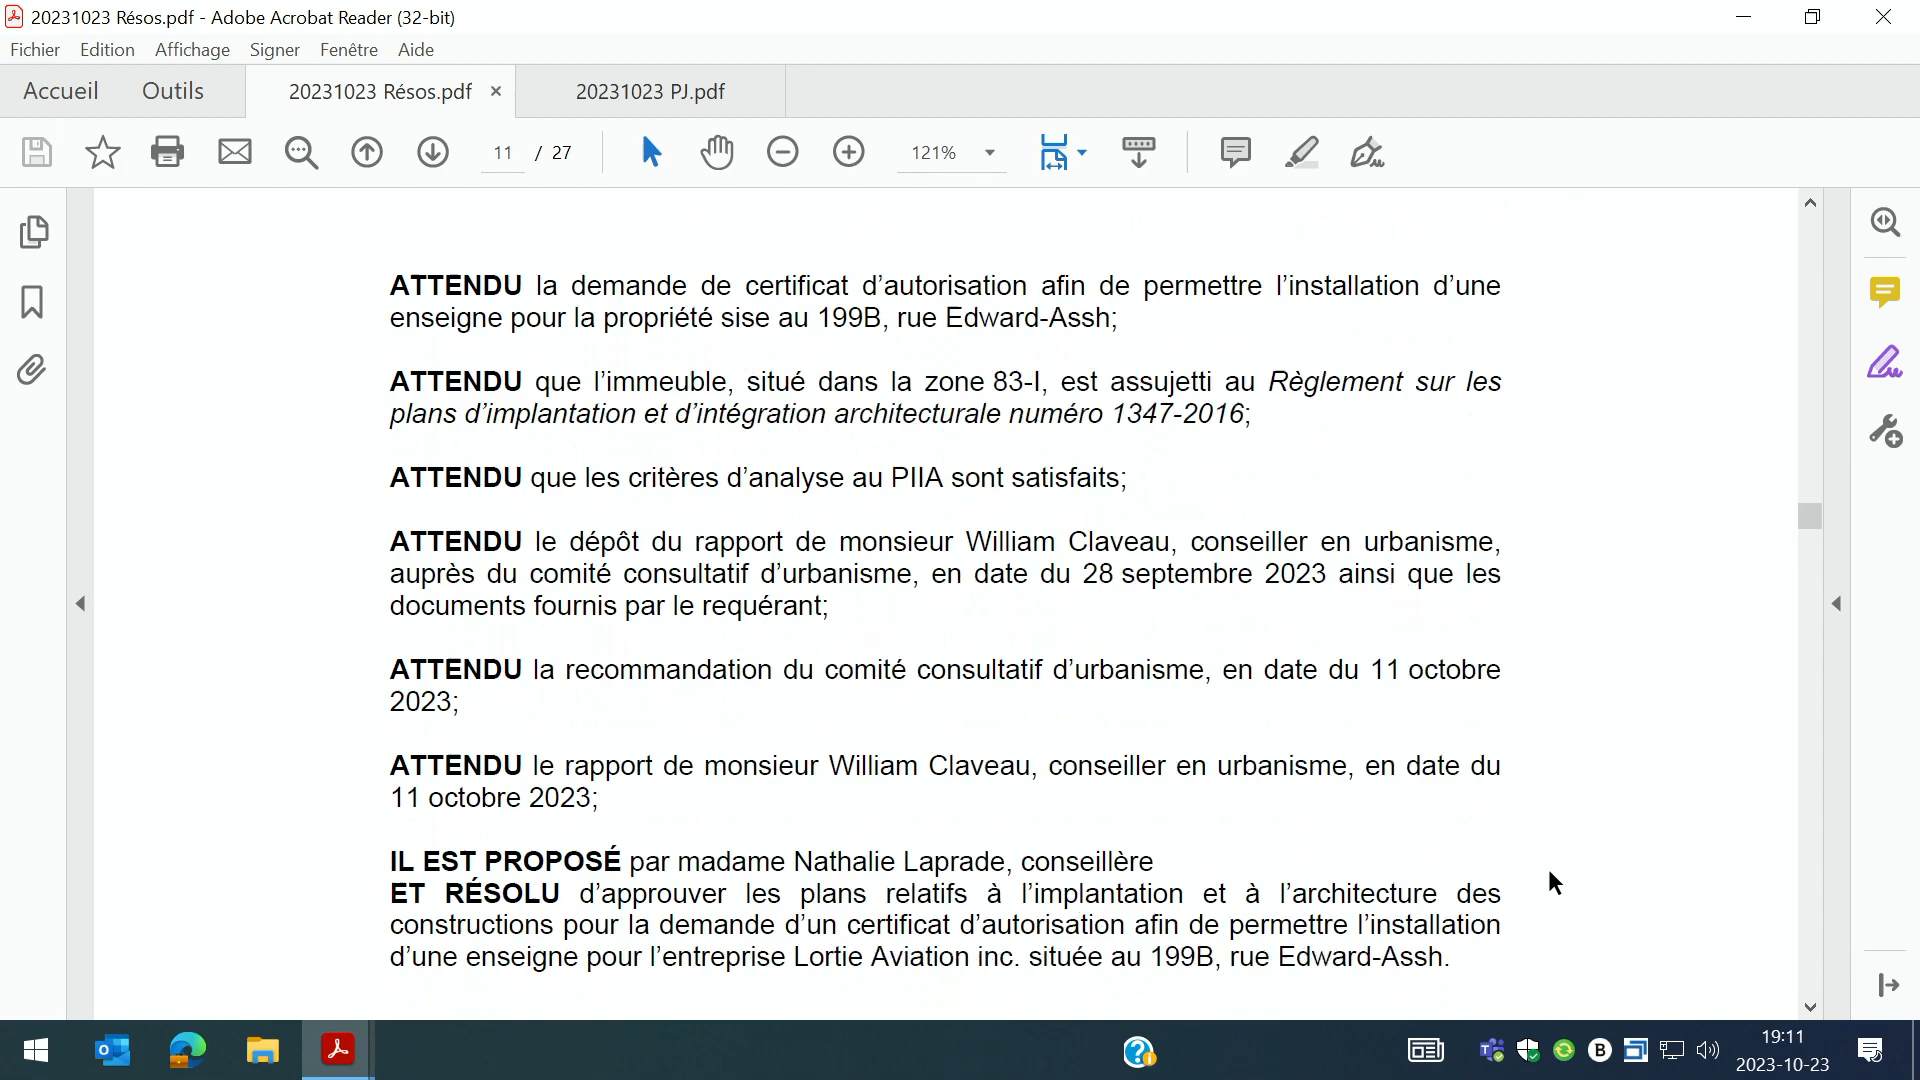 20231023 Résos.pdf - Adobe Acrobat Reader (32-bit)
Fichier Edition Affichage Signer Fenêtre Aide
Accueil Outils 20231023 Résos.pdf × 20231023 PJ.pdf
11 / 27 121%
ATTENDU la demande de certificat d’autorisation afin de permettre l’installation d’une
enseigne pour la propriété sise au 199B, rue Edward-Assh;
ATTENDU que l’immeuble, situé dans la zone 83-I, est assujetti au Règlement sur les
plans d’implantation et d’intégration architecturale numéro 1347-2016;
ATTENDU que les critères d’analyse au PIIA sont satisfaits;
ATTENDU le dépôt du rapport de monsieur William Claveau, conseiller en urbanisme,
auprès du comité consultatif d’urbanisme, en date du 28 septembre 2023 ainsi que les
documents fournis par le requérant;
ATTENDU la recommandation du comité consultatif d’urbanisme, en date du 11 octobre
2023;
ATTENDU le rapport de monsieur William Claveau, conseiller en urbanisme, en date du
11 octobre 2023;
IL EST PROPOSÉ par madame Nathalie Laprade, conseillère
ET RÉSOLU d’approuver les plans relatifs à l’implantation et à l’architecture des
constructions pour la demande d’un certificat d’autorisation afin de permettre l’installation
d’une enseigne pour l’entreprise Lortie Aviation inc. située au 199B, rue Edward-Assh.
19:11
2023-10-23